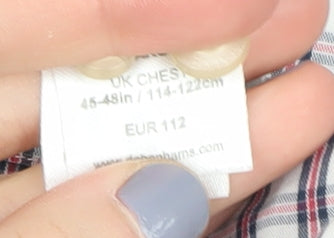 UK CHEST
45-48in / 114-122cm
EUR 112
www.debenhams.com